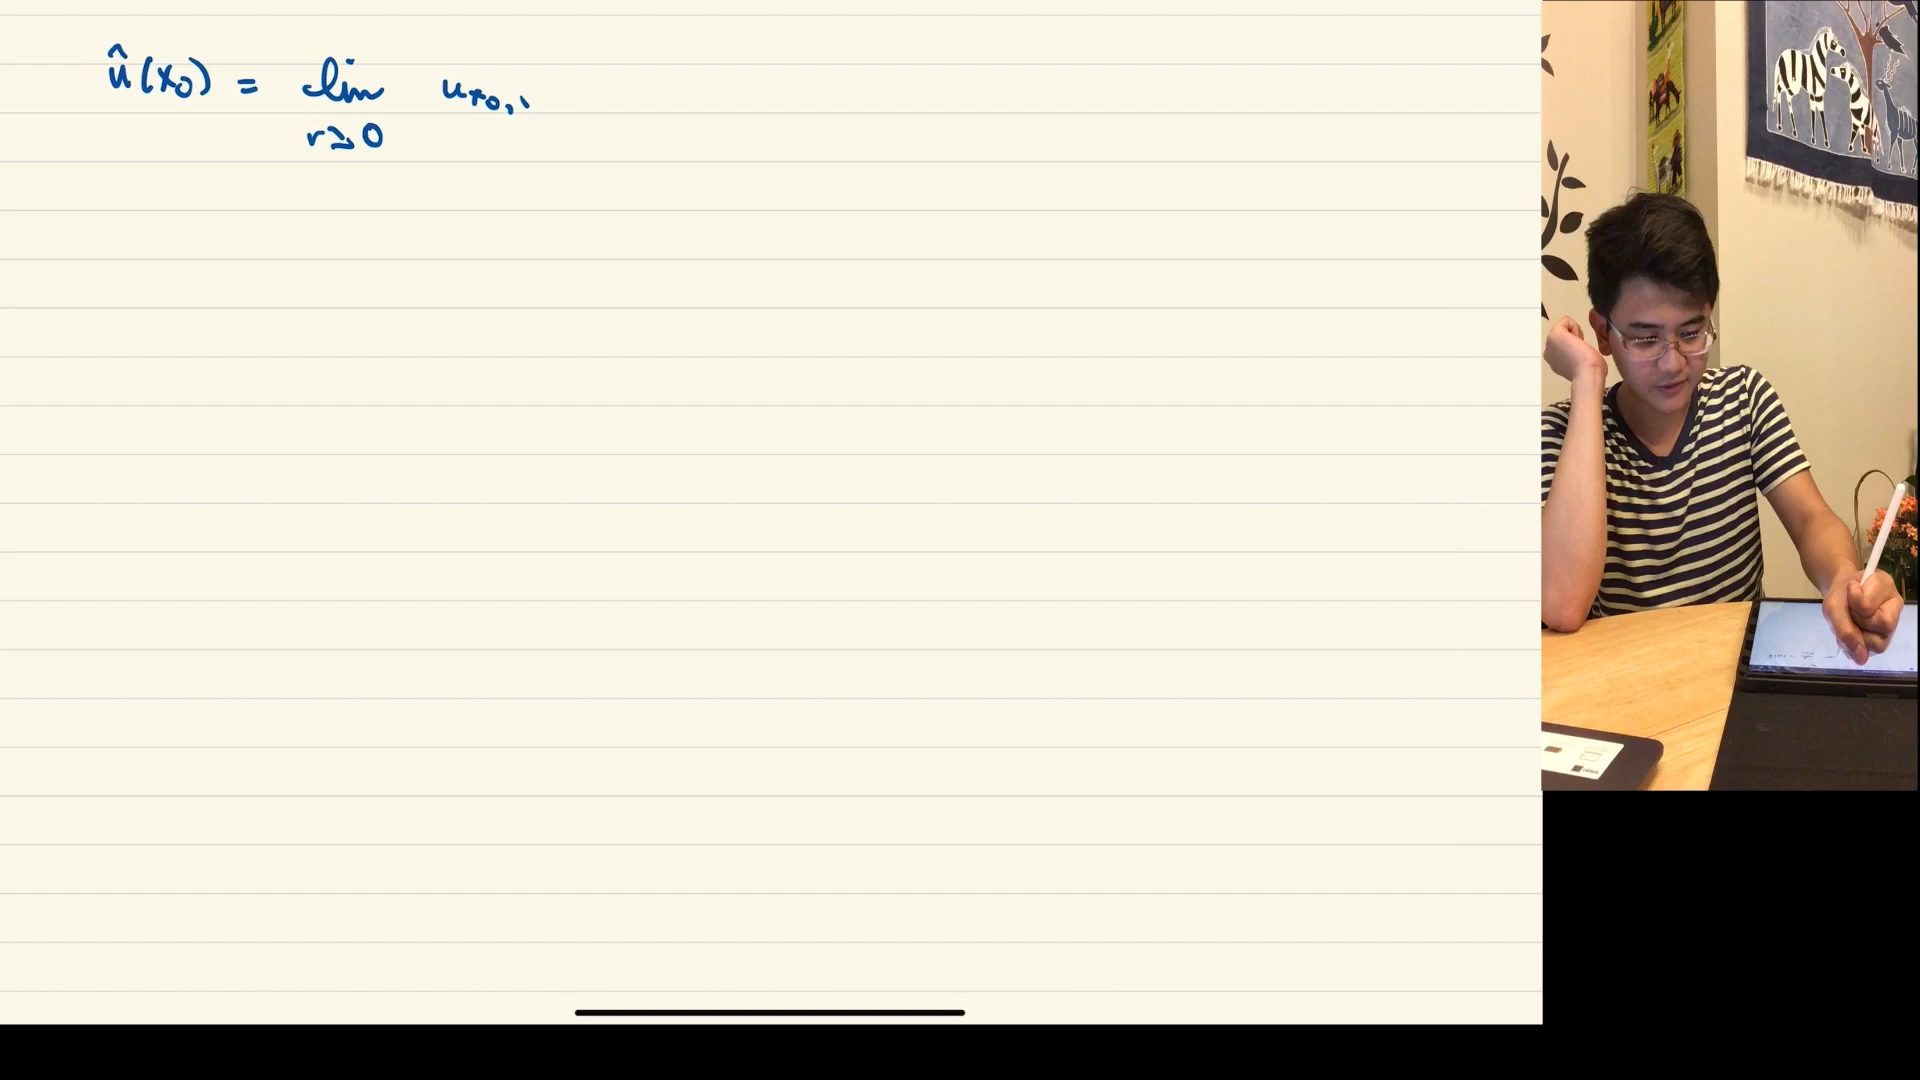 û(x₀) = lim u_{x₀,
r↘0